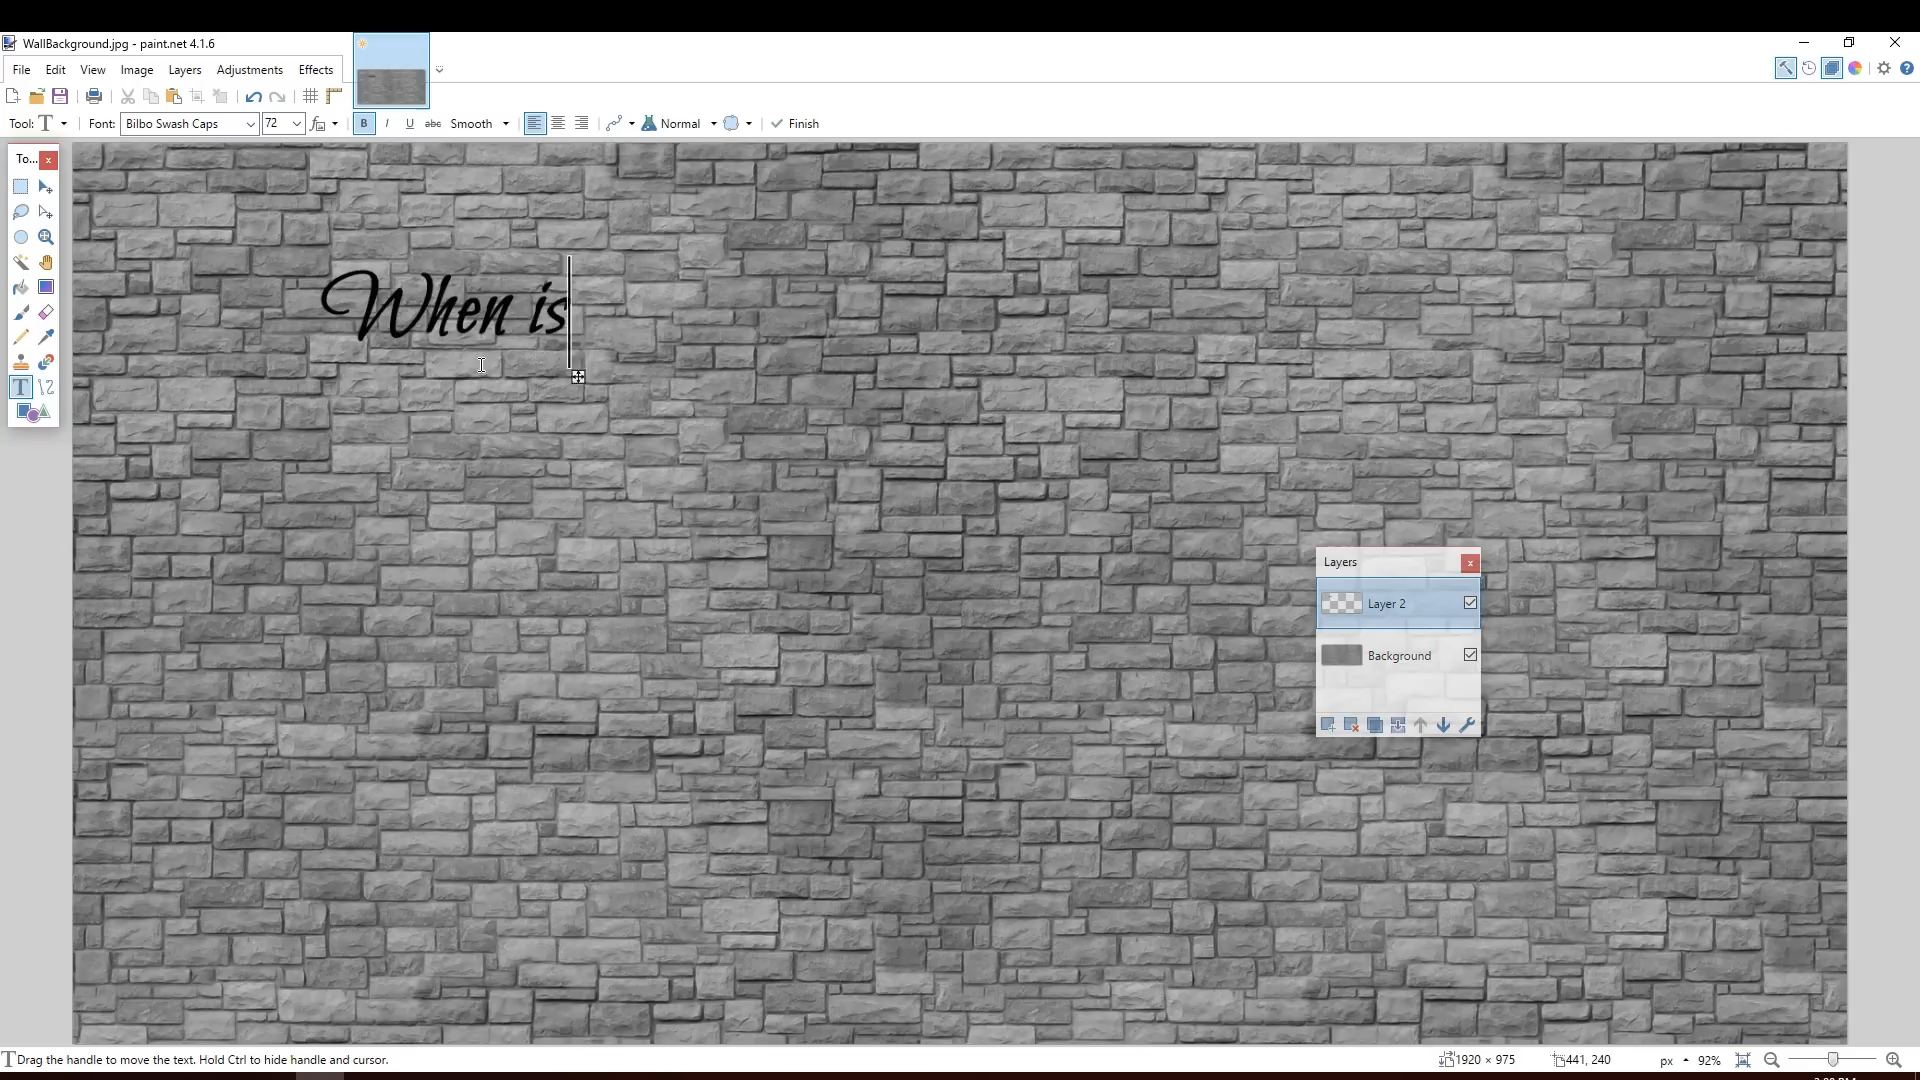 WallBackground.jpg - paint.net 4.1.6
File Edit View Image Layers Adjustments Effects
Tool: T Font: Bilbo Swash Caps 72 B I U abc Smooth Normal Finish
To...
When is
Layers
Layer 2
Background
Drag the handle to move the text. Hold Ctrl to hide handle and cursor. 1920 × 975 441, 240 px 92%